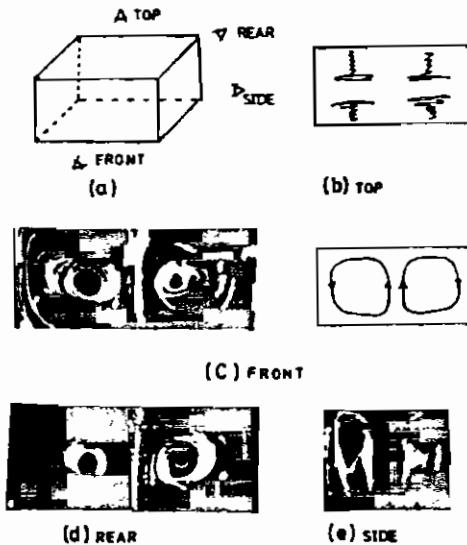 TOP
REAR
SIDE
FRONT
(a)
(b) TOP
(C) FRONT
(d) REAR
(e) SIDE